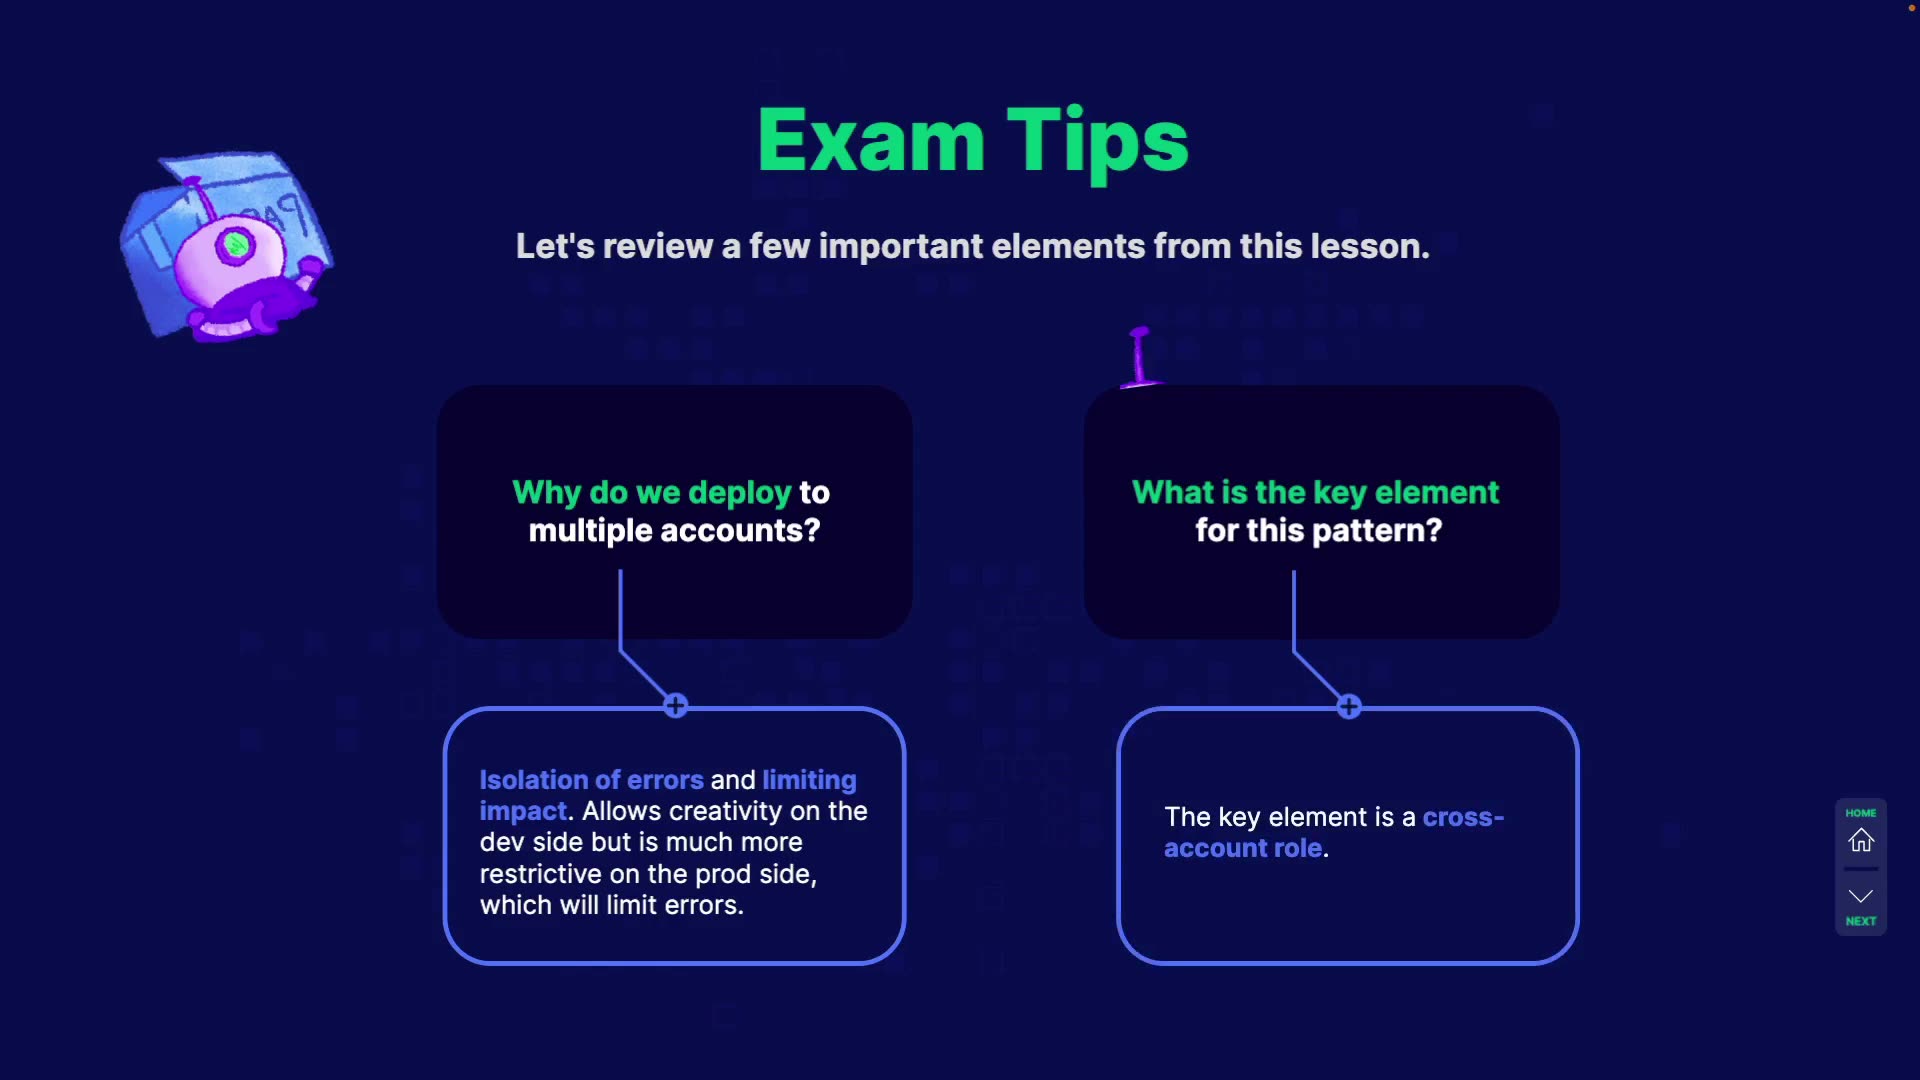 Exam Tips
Let's review a few important elements from this lesson.
Why do we deploy to
multiple accounts?
What is the key element
for this pattern?
Isolation of errors and limiting
impact. Allows creativity on the
dev side but is much more
restrictive on the prod side,
which will limit errors.
The key element is a cross-
account role.
HOME
NEXT